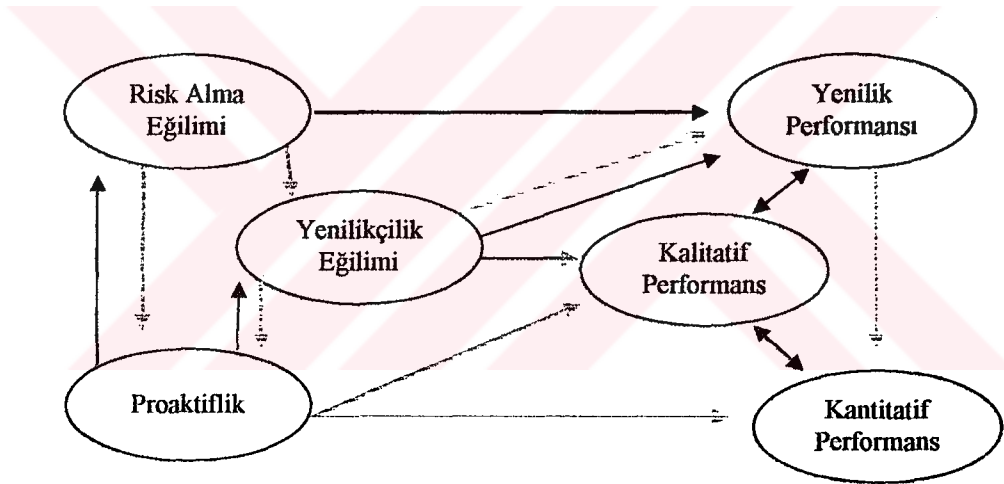 Risk Alma
Eğilimi
Yenilik
Performansı
Yenilikçilik
Eğilimi
Kalitatif
Performans
Proaktiflik
Kantitatif
Performans